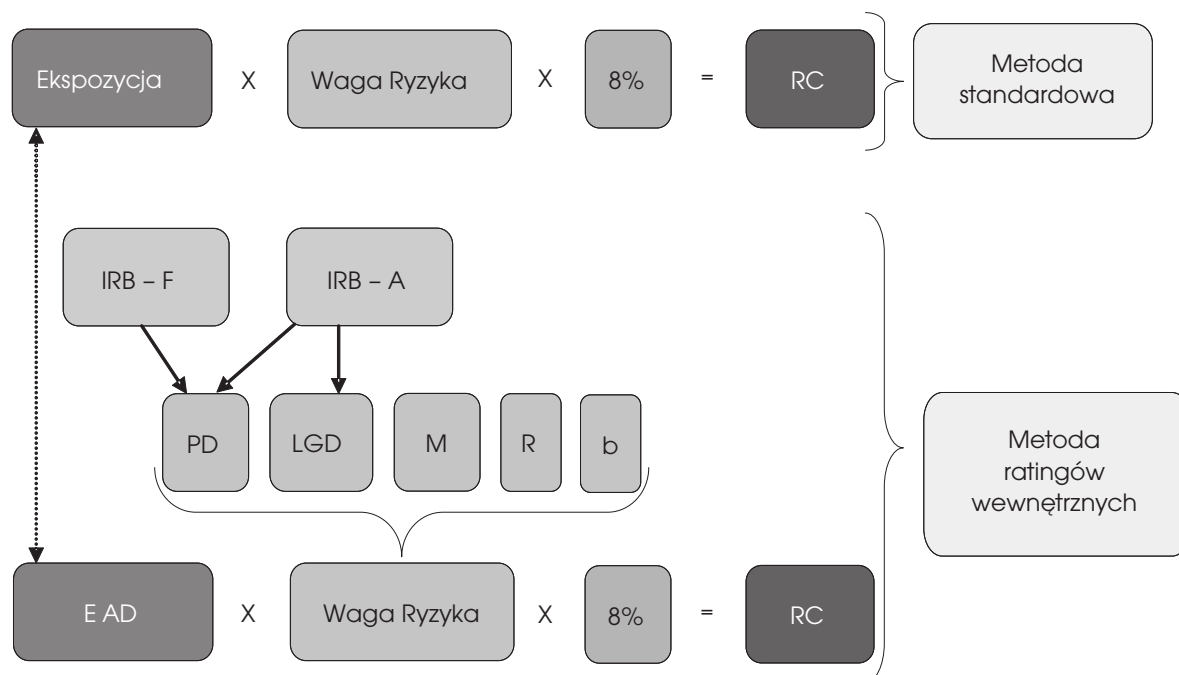 Ekspozycja X Waga Ryzyka X 8% = RC
Metoda
standardowa
IRB – F
IRB – A
PD LGD M R b
Metoda
ratingów
wewnętrznych
E AD X Waga Ryzyka X 8% = RC